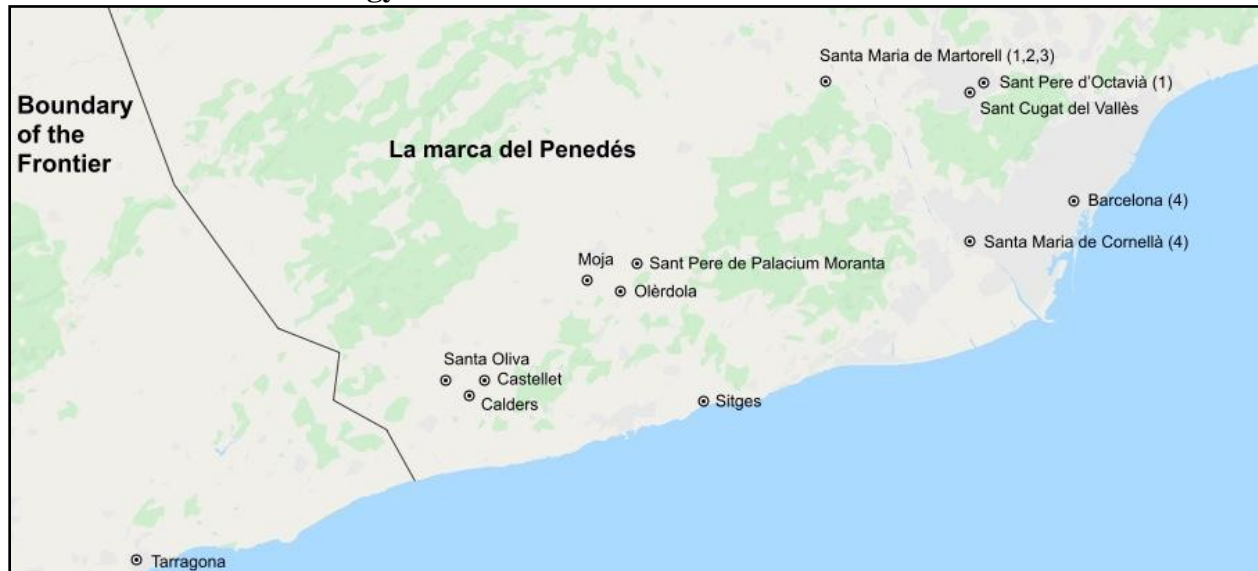 gy
Santa Maria de Martorell (1,2,3)
Sant Pere d'Octavià (1)
Sant Cugat del Vallès
Boundary
of the
Frontier
La marca del Penedés
Barcelona (4)
Santa Maria de Cornellà (4)
Moja
Sant Pere de Palacium Moranta
Olèrdola
Santa Oliva
Castellet
Calders
Sitges
Tarragona